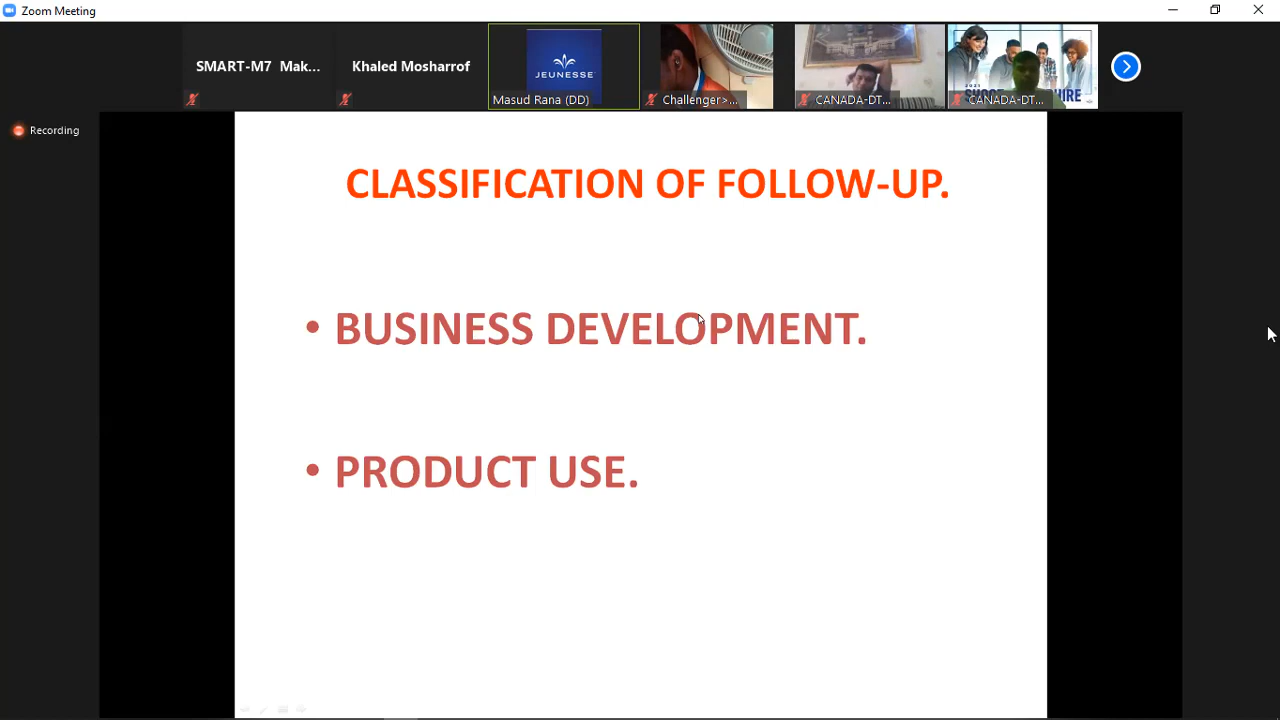 Zoom Meeting
SMART-M7 Mak...
Khaled Mosharrof
JEUNESSE
Masud Rana (DD)
Challenger>...
CANADA-DT...
2021
CANADA-DT...
Recording
CLASSIFICATION OF FOLLOW-UP.
• BUSINESS DEVELOPMENT.
• PRODUCT USE.